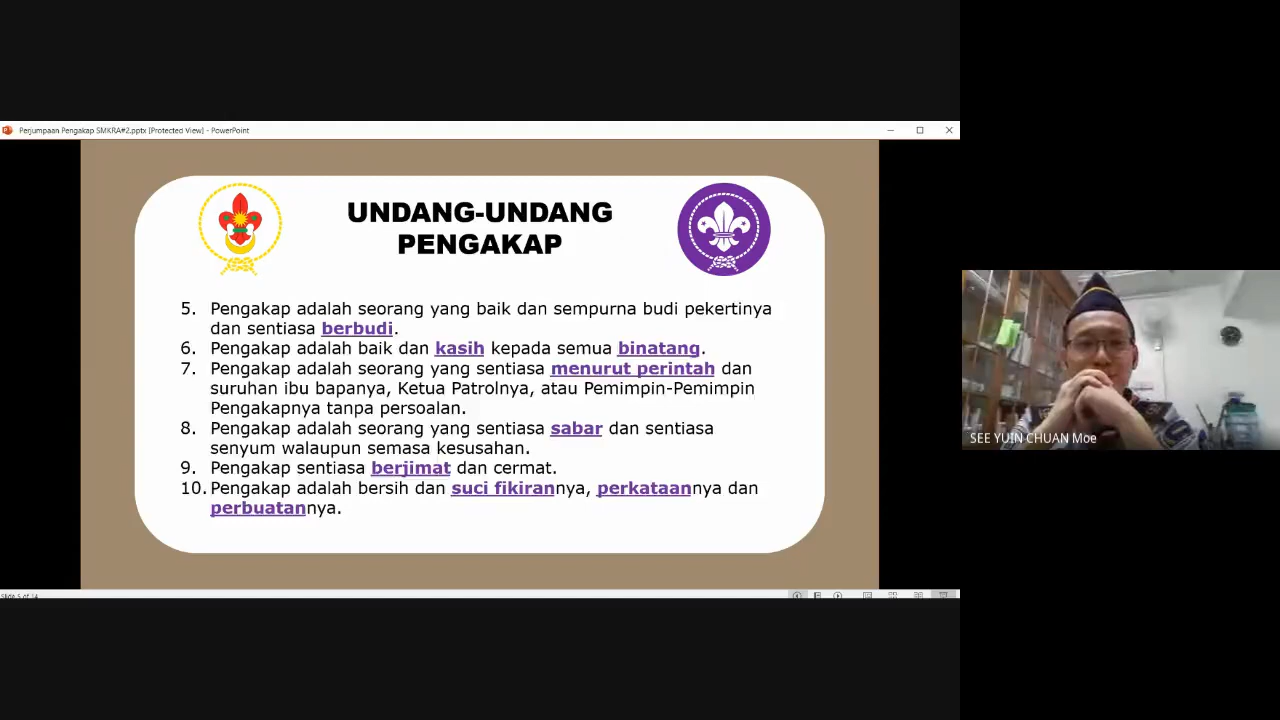 Perjumpaan Pengakap SMKRA#2.pptx [Protected View] - PowerPoint
UNDANG-UNDANG
PENGAKAP
5. Pengakap adalah seorang yang baik dan sempurna budi pekertinya
dan sentiasa berbudi.
6. Pengakap adalah baik dan kasih kepada semua binatang.
7. Pengakap adalah seorang yang sentiasa menurut perintah dan
suruhan ibu bapanya, Ketua Patrolnya, atau Pemimpin-Pemimpin
Pengakapnya tanpa persoalan.
8. Pengakap adalah seorang yang sentiasa sabar dan sentiasa
senyum walaupun semasa kesusahan.
9. Pengakap sentiasa berjimat dan cermat.
10. Pengakap adalah bersih dan suci fikirannya, perkataannya dan
perbuatannya.
SEE YUIN CHUAN Moe
Slide 5 of 14